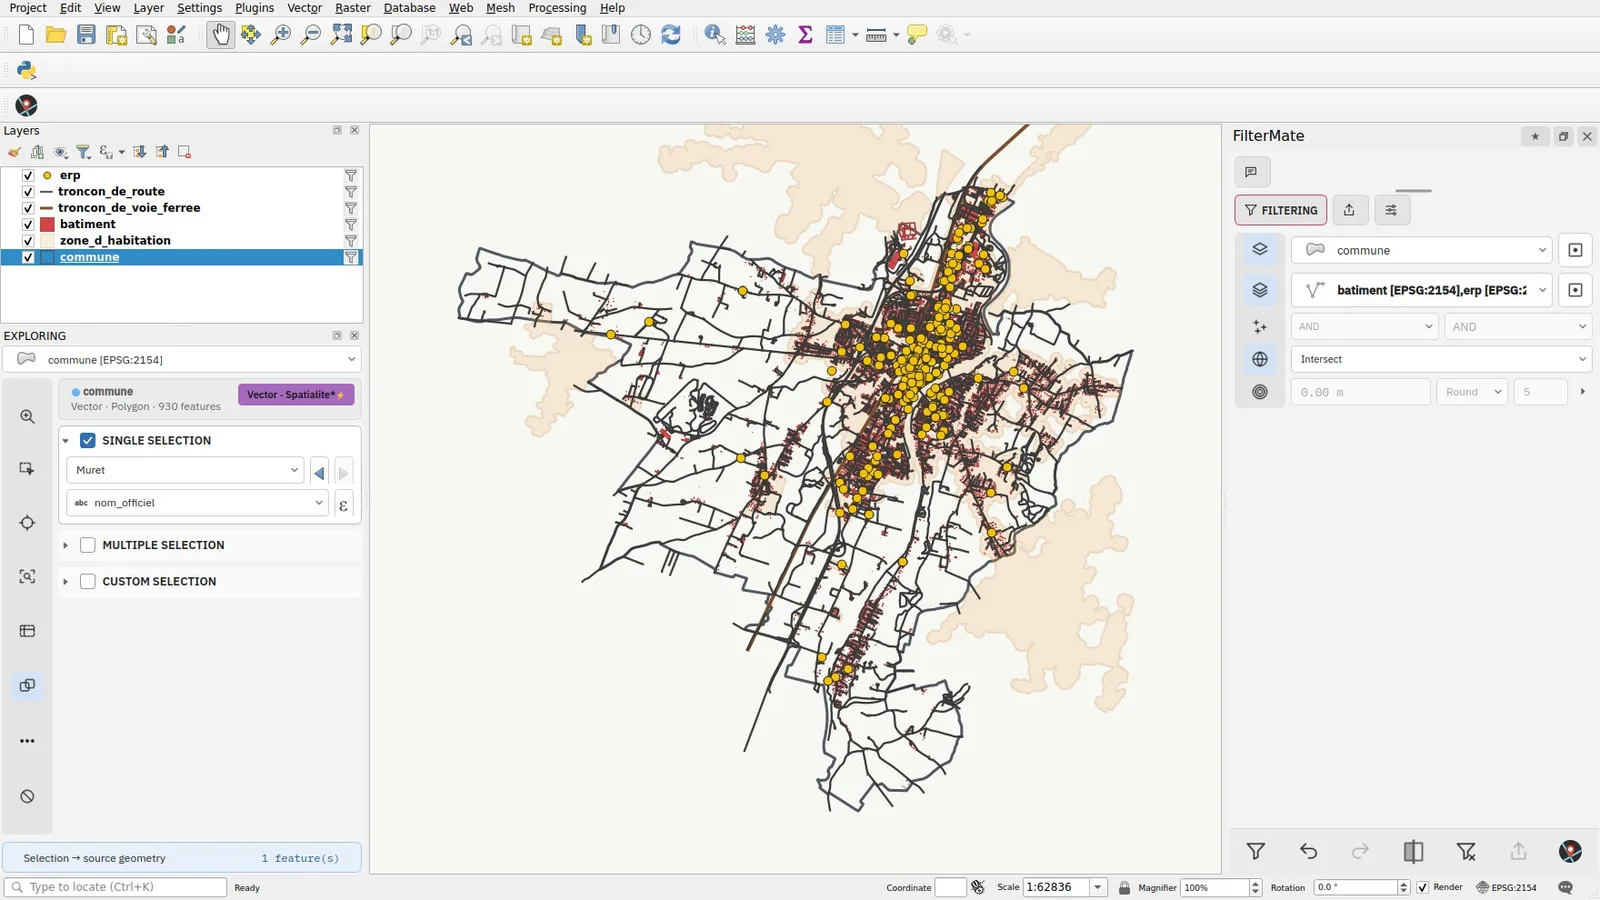 Project Edit View Layer Settings Plugins Vector Raster Database Web Mesh Processing Help
Layers
erp
troncon_de_route
troncon_de_voie_ferree
batiment
zone_d_habitation
commune
EXPLORING
commune [EPSG:2154]
commune
Vector · Polygon · 930 features
Vector · Spatialite*⚡
SINGLE SELECTION
Muret
abc nom_officiel
ε
MULTIPLE SELECTION
CUSTOM SELECTION
Selection → source geometry 1 feature(s)
FilterMate
FILTERING
commune
batiment [EPSG:2154],erp [EPSG:2
AND AND
Intersect
0.00 m Round 5
Type to locate (Ctrl+K) Ready Coordinate Scale 1:62836 Magnifier 100% Rotation 0.0 ° Render EPSG:2154